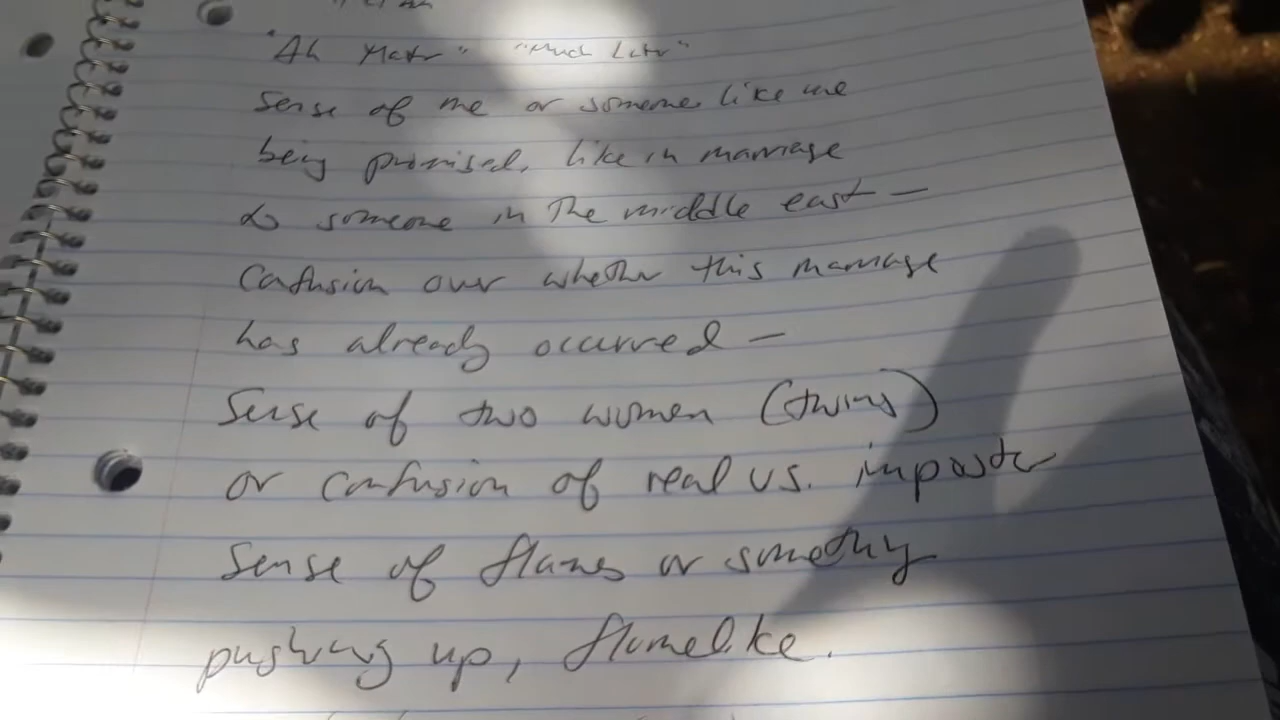 "Ah Matr" "Much Later"
Sense of me or someone like me
being promised, like in marriage
to someone in the middle east —
Confusion over whether this marriage
has already occurred —
Sense of two women (twins)
or confusion of real vs. imposter
Sense of flames or something
pushing up, flamelike.